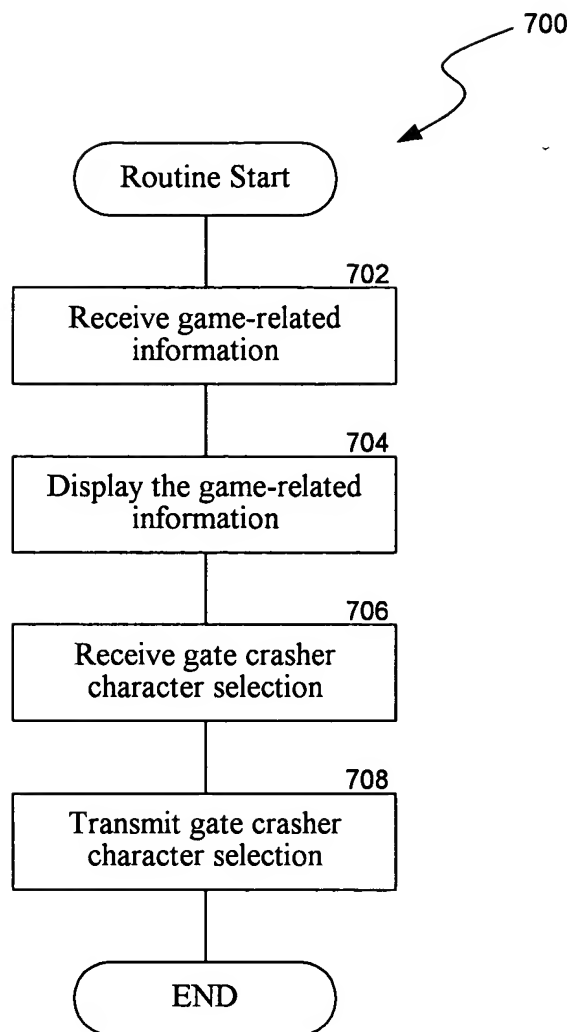 700
Routine Start
702
Receive game-related
information
704
Display the game-related
information
706
Receive gate crasher
character selection
708
Transmit gate crasher
character selection
END